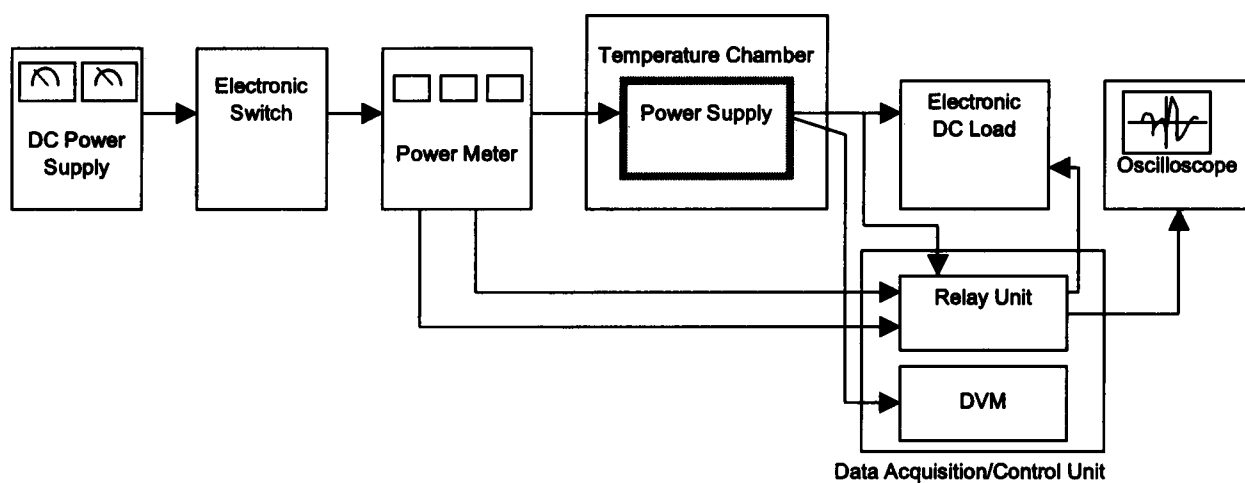 DC Power
Supply
Electronic
Switch
Power Meter
Temperature Chamber
Power Supply
Electronic
DC Load
Oscilloscope
Relay Unit
DVM
Data Acquisition/Control Unit